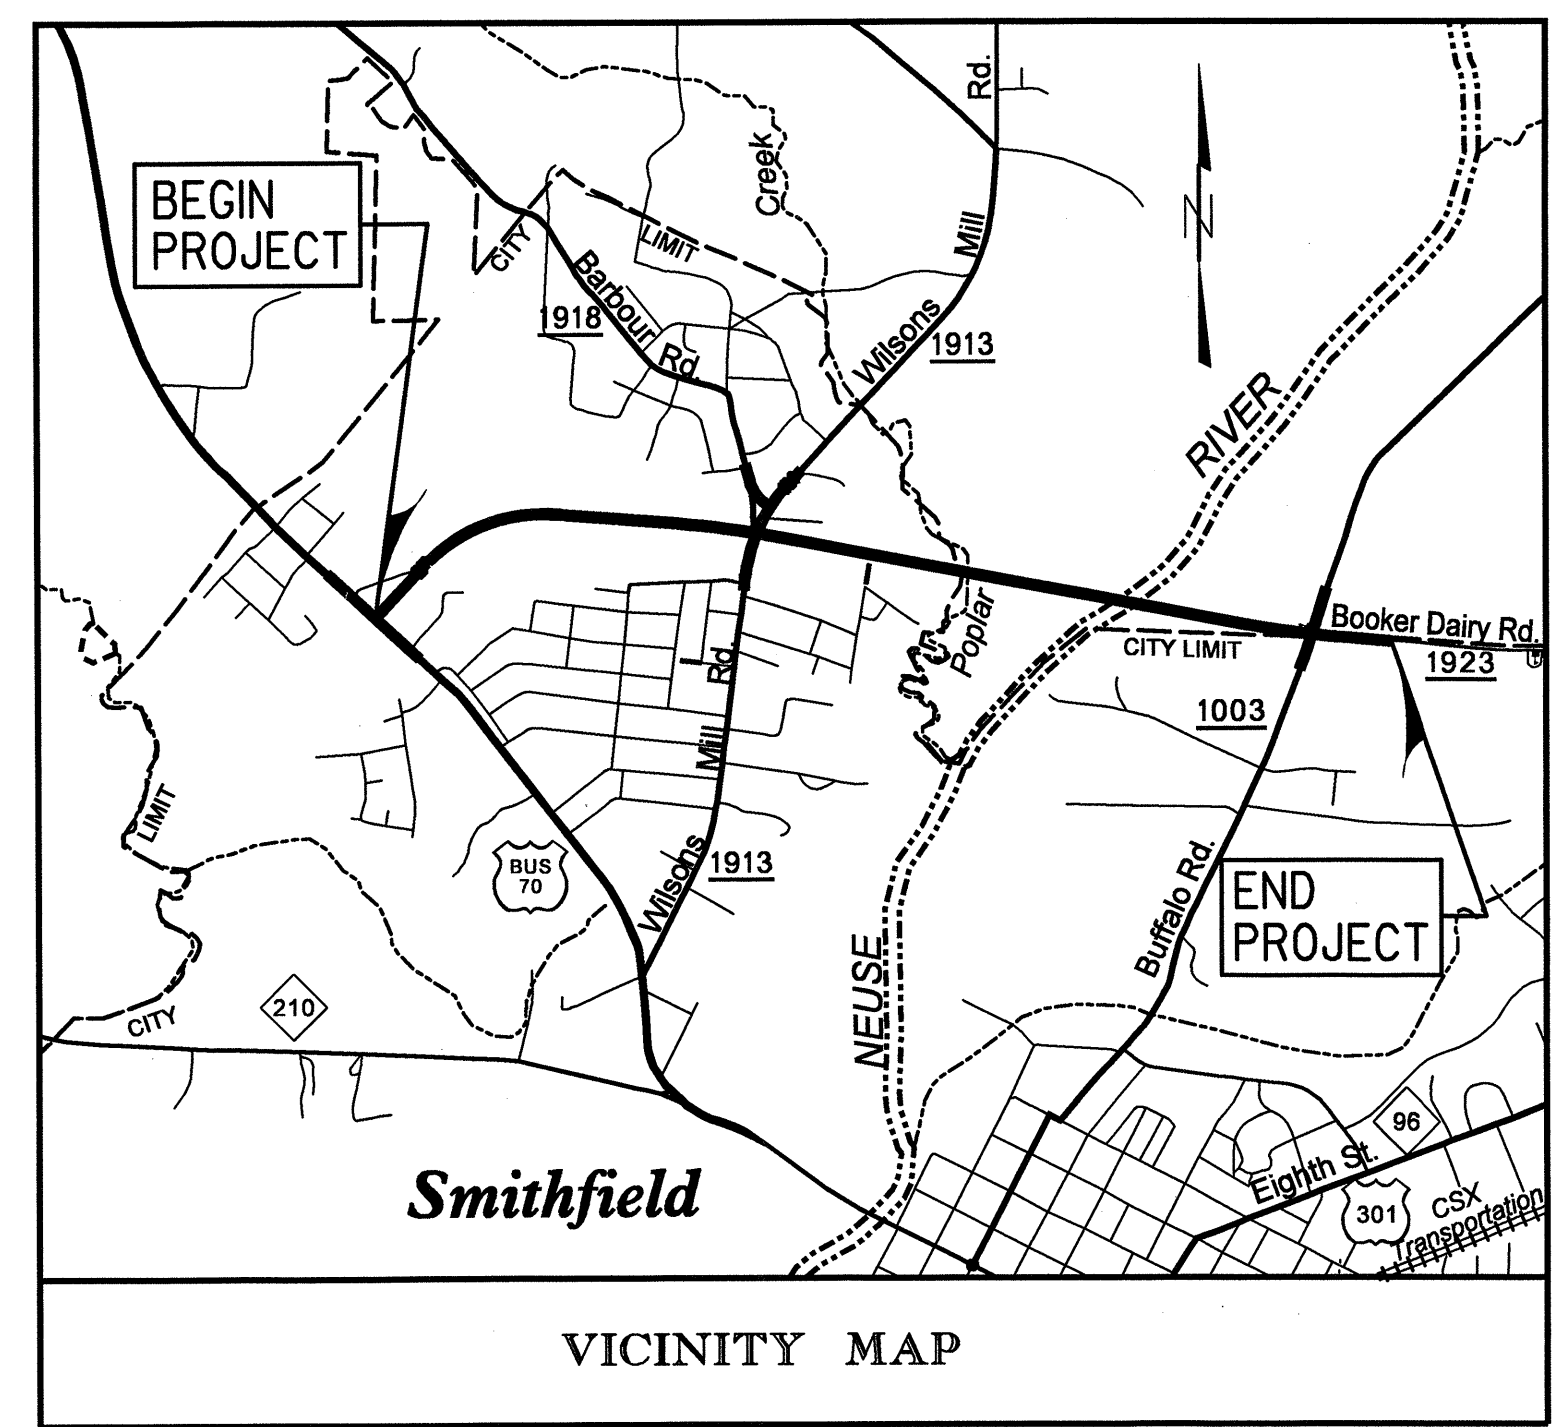 Rd.
Creek
BEGIN
PROJECT
N
Mill
CITY
LIMIT
Barbour
1918
Rd.
Wilsons
1913
RIVER
Booker Dairy Rd.
1923
CITY LIMIT
Poplar
1003
Rd.
Mill
LIMIT
BUS
70
Wilsons
1913
Buffalo Rd.
END
PROJECT
NEUSE
210
CITY
96
Eighth St.
301
CSX
Transportation
Smithfield
VICINITY MAP